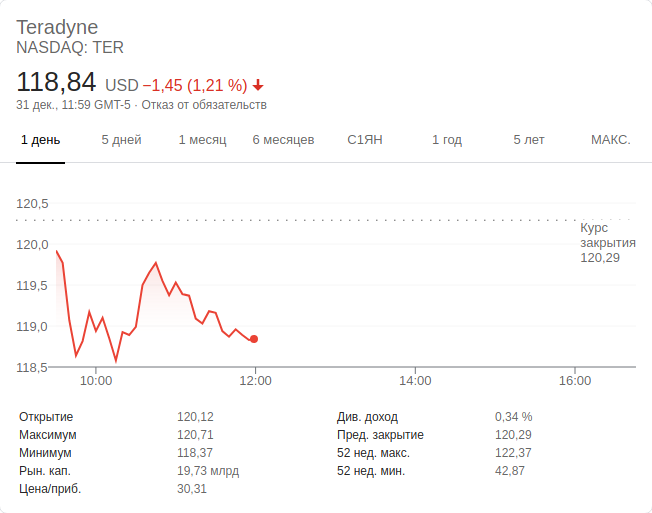 Teradyne
NASDAQ: TER
118,84 USD −1,45 (1,21 %)
31 дек., 11:59 GMT-5 · Отказ от обязательств
1 день 5 дней 1 месяц 6 месяцев С1ЯН 1 год 5 лет МАКС.
120,5
120,0
119,5
119,0
118,5
Курс
закрытия
120,29
10:00 12:00 14:00 16:00
Открытие 120,12 Див. доход 0,34 %
Максимум 120,71 Пред. закрытие 120,29
Минимум 118,37 52 нед. макс. 122,37
Рын. кап. 19,73 млрд 52 нед. мин. 42,87
Цена/приб. 30,31